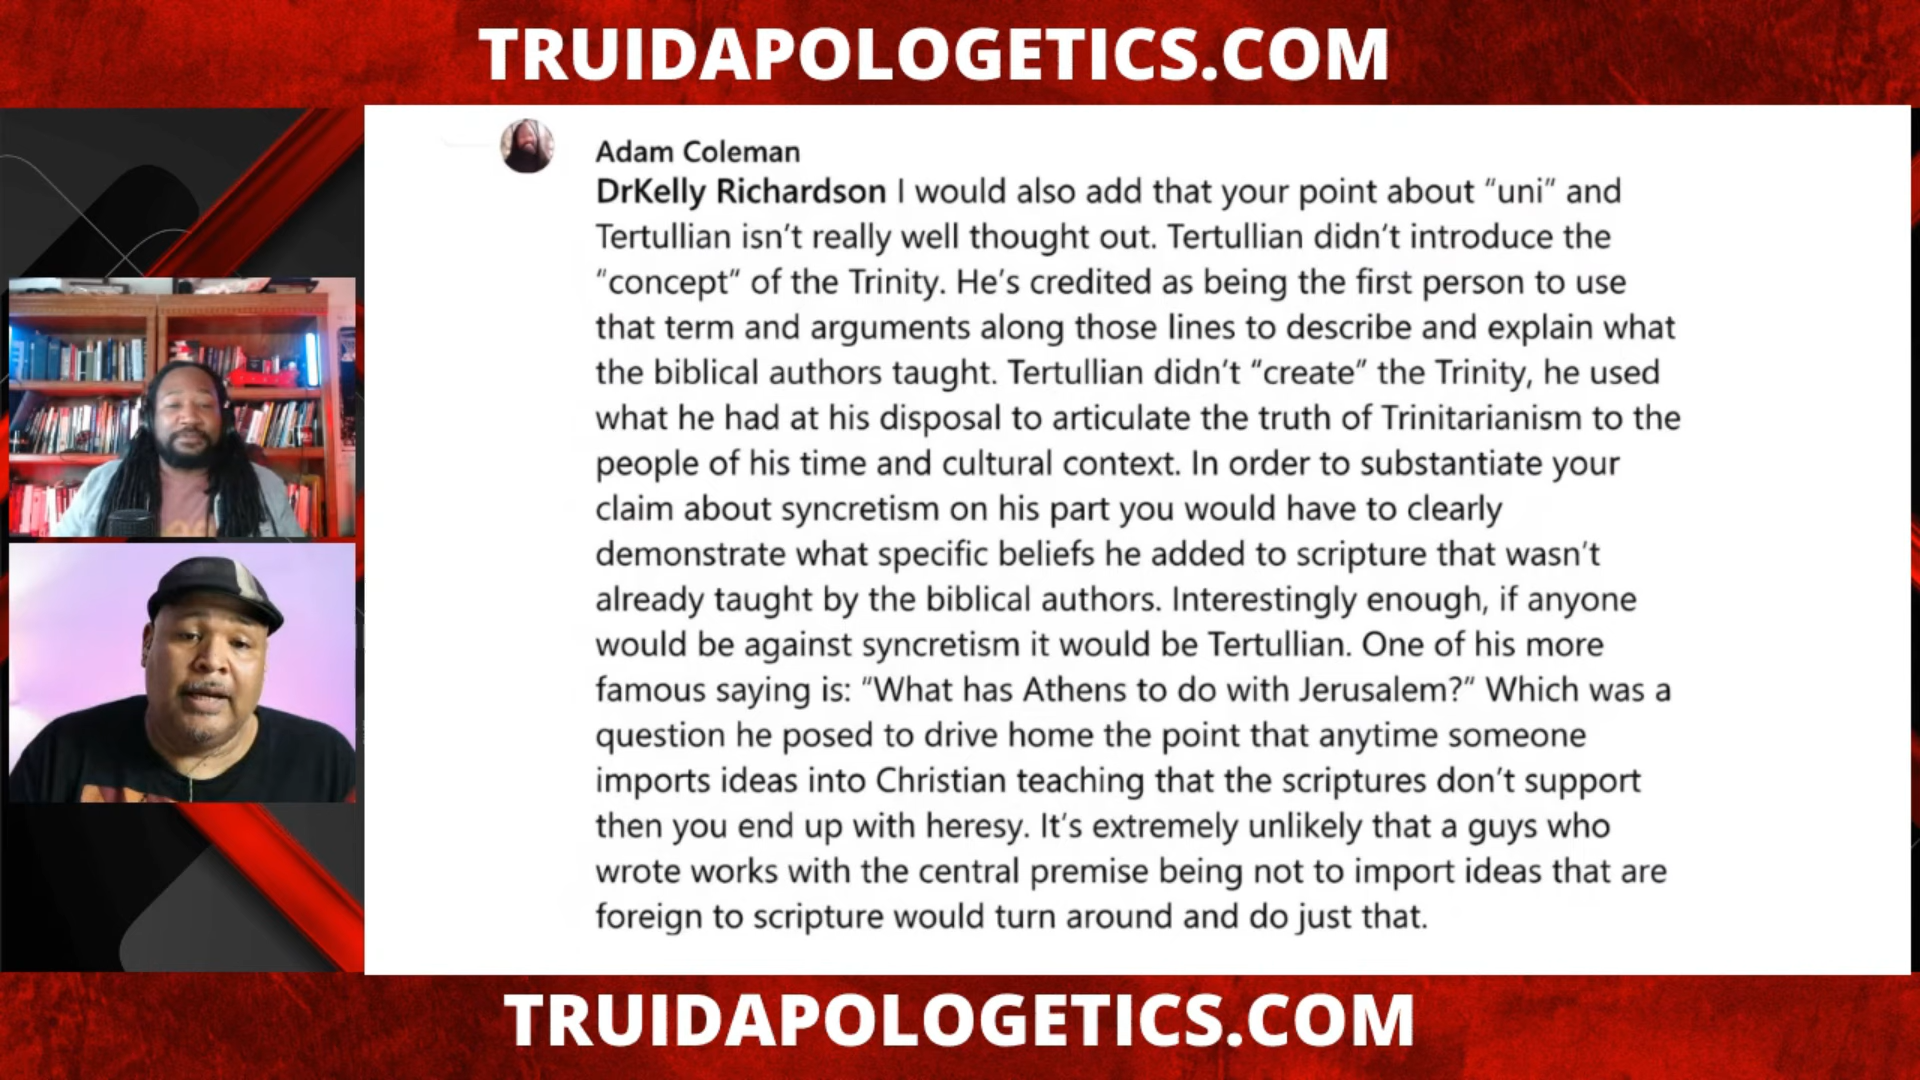 TRUIDAPOLOGETICS.COM
Adam Coleman
DrKelly Richardson I would also add that your point about “uni” and
Tertullian isn’t really well thought out. Tertullian didn’t introduce the
“concept” of the Trinity. He’s credited as being the first person to use
that term and arguments along those lines to describe and explain what
the biblical authors taught. Tertullian didn’t “create” the Trinity, he used
what he had at his disposal to articulate the truth of Trinitarianism to the
people of his time and cultural context. In order to substantiate your
claim about syncretism on his part you would have to clearly
demonstrate what specific beliefs he added to scripture that wasn’t
already taught by the biblical authors. Interestingly enough, if anyone
would be against syncretism it would be Tertullian. One of his more
famous saying is: “What has Athens to do with Jerusalem?” Which was a
question he posed to drive home the point that anytime someone
imports ideas into Christian teaching that the scriptures don’t support
then you end up with heresy. It’s extremely unlikely that a guys who
wrote works with the central premise being not to import ideas that are
foreign to scripture would turn around and do just that.
TRUIDAPOLOGETICS.COM